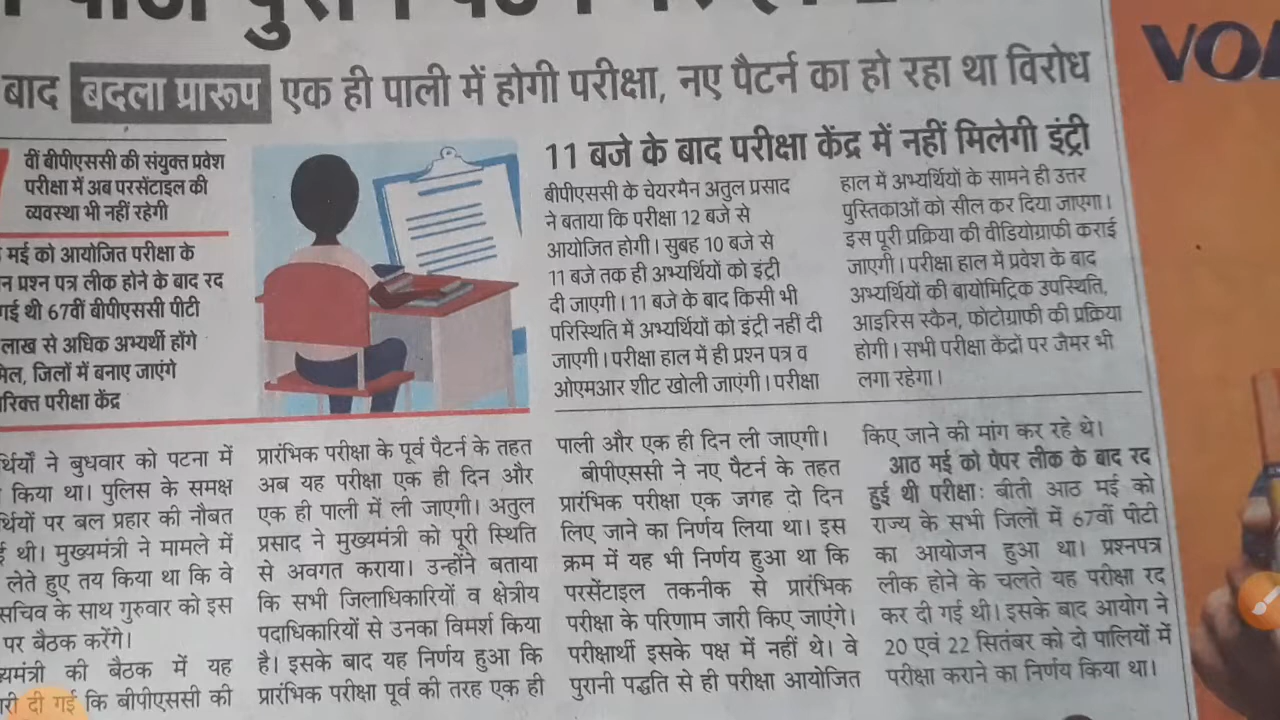 बाद बदला प्रारूप एक ही पाली में होगी परीक्षा, नए पैटर्न का हो रहा था विरोध
वीं बीपीएससी की संयुक्त प्रवेश
परीक्षा में अब परसेंटाइल की
व्यवस्था भी नहीं रहेगी
मई को आयोजित परीक्षा के
न प्रश्न पत्र लीक होने के बाद रद
गई थी 67वीं बीपीएससी पीटी
लाख से अधिक अभ्यर्थी होंगे
मिल, जिलों में बनाए जाएंगे
रिक्त परीक्षा केंद्र
11 बजे के बाद परीक्षा केंद्र में नहीं मिलेगी इंट्री
बीपीएससी के चेयरमैन अतुल प्रसाद
ने बताया कि परीक्षा 12 बजे से
आयोजित होगी। सुबह 10 बजे से
11 बजे तक ही अभ्यर्थियों को इंट्री
दी जाएगी। 11 बजे के बाद किसी भी
परिस्थिति में अभ्यर्थियों को इंट्री नहीं दी
जाएगी। परीक्षा हाल में ही प्रश्न पत्र व
ओएमआर शीट खोली जाएंगी। परीक्षा
हाल में अभ्यर्थियों के सामने ही उत्तर
पुस्तिकाओं को सील कर दिया जाएगा।
इस पूरी प्रक्रिया की वीडियोग्राफी कराई
जाएगी। परीक्षा हाल में प्रवेश के बाद
अभ्यर्थियों की बायोमिट्रिक उपस्थिति,
आइरिस स्कैन, फोटोग्राफी की प्रक्रिया
होगी। सभी परीक्षा केंद्रों पर जैमर भी
लगा रहेगा।
र्थियों ने बुधवार को पटना में
किया था। पुलिस के समक्ष
र्थियों पर बल प्रहार की नौबत
ई थी। मुख्यमंत्री ने मामले में
लेते हुए तय किया था कि वे
सचिव के साथ गुरुवार को इस
पर बैठक करेंगे।
ख्यमंत्री की बैठक में यह
री दी गई कि बीपीएससी की
प्रारंभिक परीक्षा के पूर्व पैटर्न के तहत
अब यह परीक्षा एक ही दिन और
एक ही पाली में ली जाएगी। अतुल
प्रसाद ने मुख्यमंत्री को पूरी स्थिति
से अवगत कराया। उन्होंने बताया
कि सभी जिलाधिकारियों व क्षेत्रीय
पदाधिकारियों से उनका विमर्श किया
है। इसके बाद यह निर्णय हुआ कि
प्रारंभिक परीक्षा पूर्व की तरह एक ही
पाली और एक ही दिन ली जाएगी।
बीपीएससी ने नए पैटर्न के तहत
प्रारंभिक परीक्षा एक जगह दो दिन
लिए जाने का निर्णय लिया था। इस
क्रम में यह भी निर्णय हुआ था कि
परसेंटाइल तकनीक से प्रारंभिक
परीक्षा के परिणाम जारी किए जाएंगे।
परीक्षार्थी इसके पक्ष में नहीं थे। वे
पुरानी पद्धति से ही परीक्षा आयोजित
किए जाने की मांग कर रहे थे।
आठ मई को पेपर लीक के बाद रद
हुई थी परीक्षा: बीती आठ मई को
राज्य के सभी जिलों में 67वीं पीटी
का आयोजन हुआ था। प्रश्नपत्र
लीक होने के चलते यह परीक्षा रद
कर दी गई थी। इसके बाद आयोग ने
20 एवं 22 सितंबर को दो पालियों में
परीक्षा कराने का निर्णय किया था।